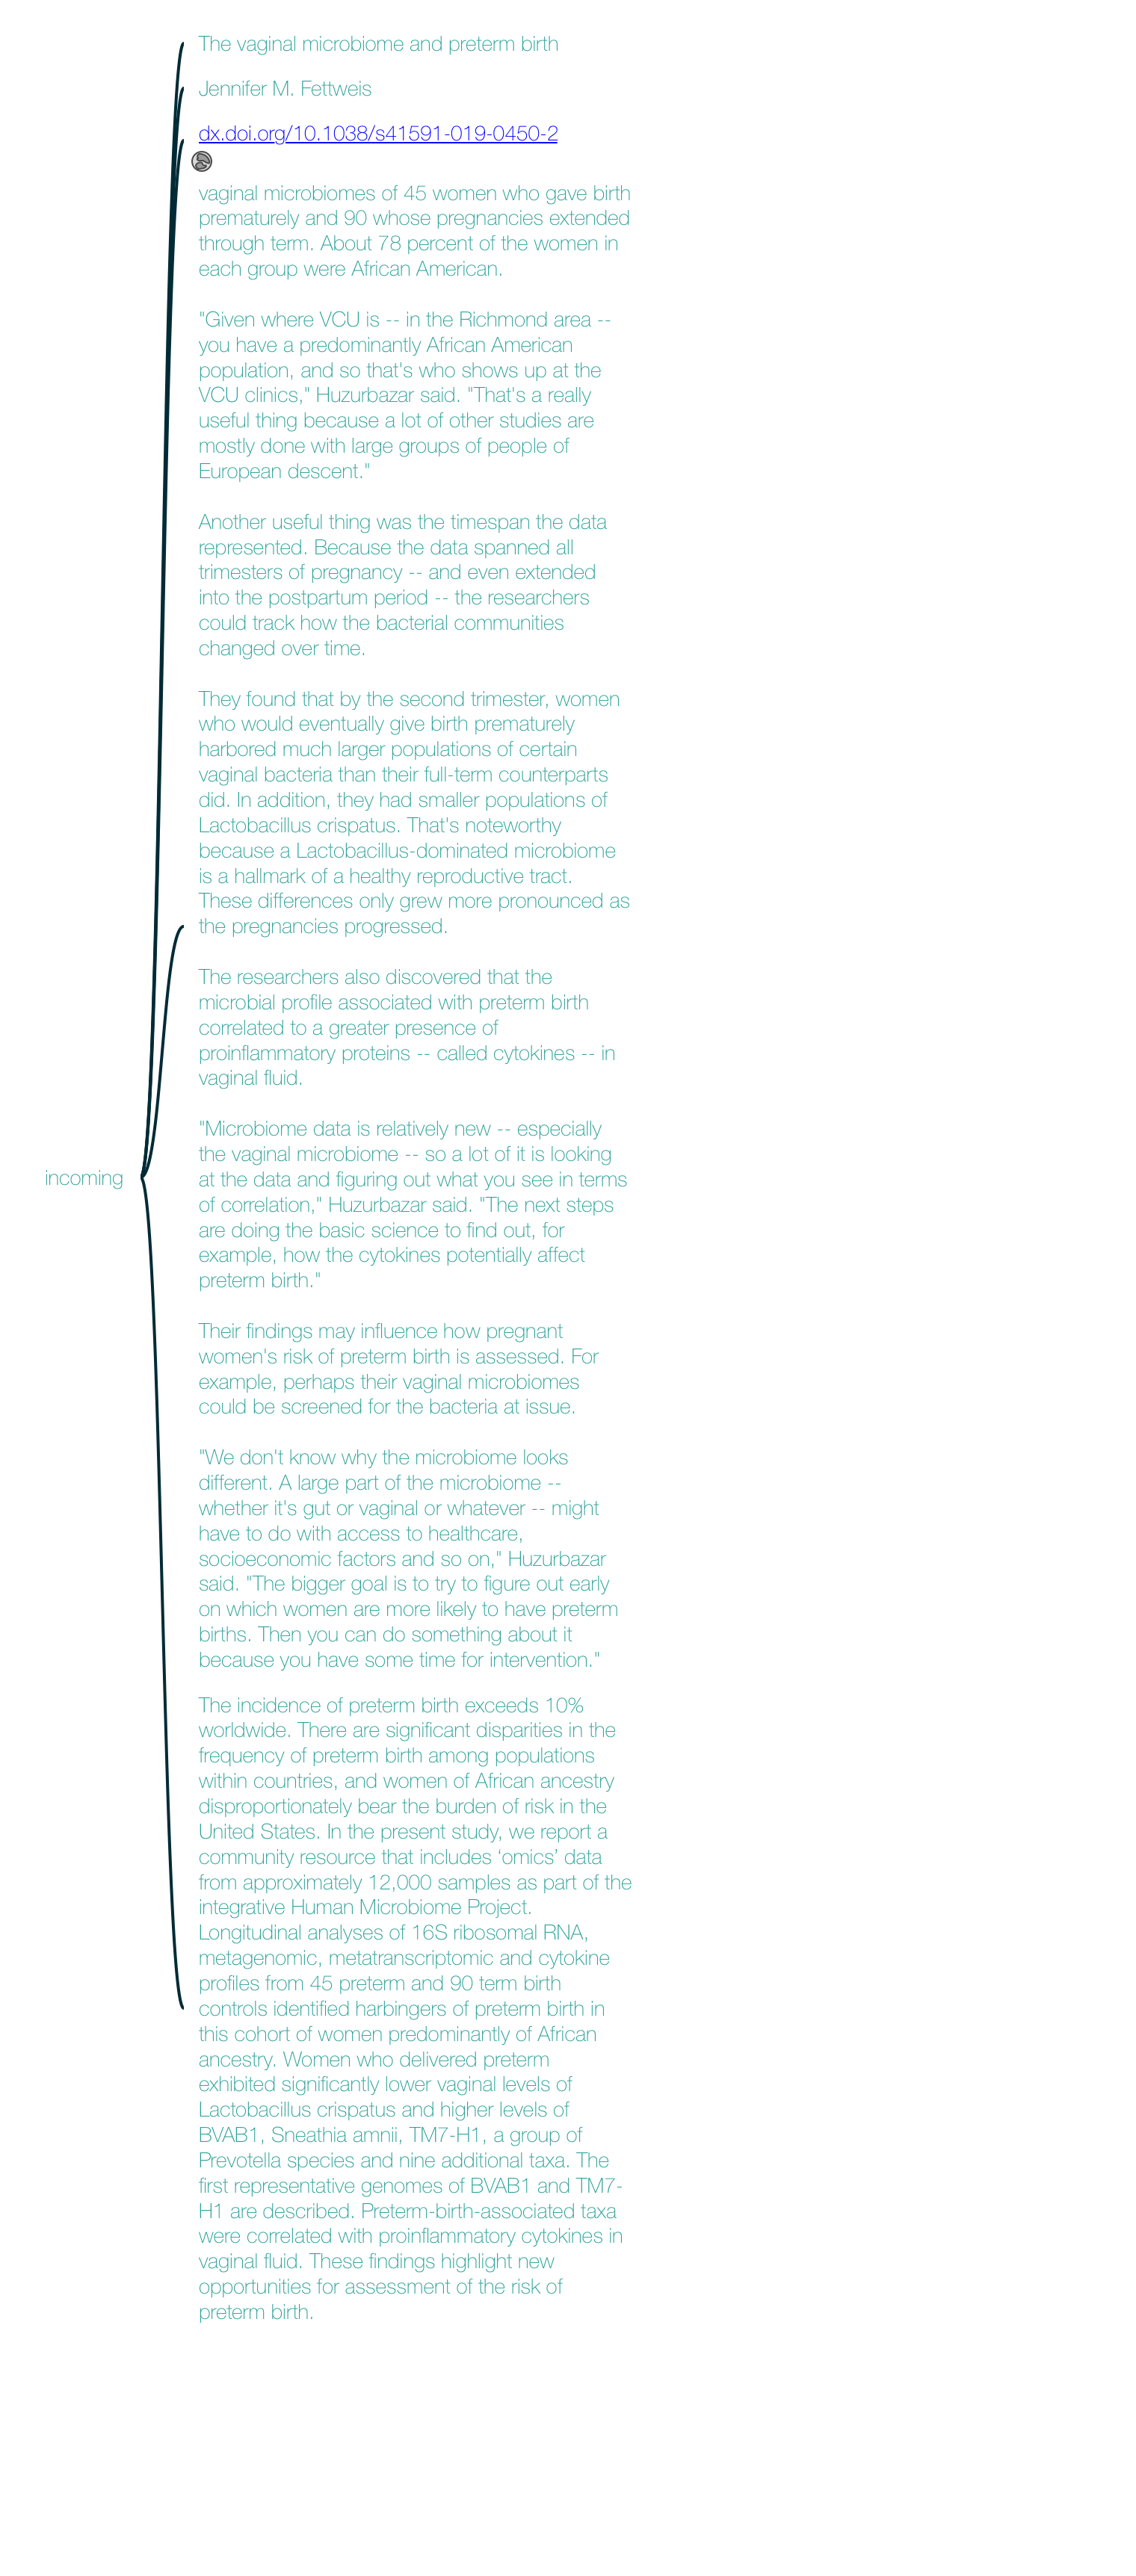 The vaginal microbiome and preterm birth
Jennifer M. Fettweis
dx.doi.org/10.1038/s41591-019-0450-2
vaginal microbiomes of 45 women who gave birth
prematurely and 90 whose pregnancies extended
through term. About 78 percent of the women in
each group were African American.
"Given where VCU is -- in the Richmond area --
you have a predominantly African American
population, and so that's who shows up at the
VCU clinics," Huzurbazar said. "That's a really
useful thing because a lot of other studies are
mostly done with large groups of people of
European descent."
Another useful thing was the timespan the data
represented. Because the data spanned all
trimesters of pregnancy -- and even extended
into the postpartum period -- the researchers
could track how the bacterial communities
changed over time.
They found that by the second trimester, women
who would eventually give birth prematurely
harbored much larger populations of certain
vaginal bacteria than their full-term counterparts
did. In addition, they had smaller populations of
Lactobacillus crispatus. That's noteworthy
because a Lactobacillus-dominated microbiome
is a hallmark of a healthy reproductive tract.
These differences only grew more pronounced as
the pregnancies progressed.
The researchers also discovered that the
microbial profile associated with preterm birth
correlated to a greater presence of
proinflammatory proteins -- called cytokines -- in
vaginal fluid.
"Microbiome data is relatively new -- especially
the vaginal microbiome -- so a lot of it is looking
at the data and figuring out what you see in terms
of correlation," Huzurbazar said. "The next steps
are doing the basic science to find out, for
example, how the cytokines potentially affect
preterm birth."
Their findings may influence how pregnant
women's risk of preterm birth is assessed. For
example, perhaps their vaginal microbiomes
could be screened for the bacteria at issue.
"We don't know why the microbiome looks
different. A large part of the microbiome --
whether it's gut or vaginal or whatever -- might
have to do with access to healthcare,
socioeconomic factors and so on," Huzurbazar
said. "The bigger goal is to try to figure out early
on which women are more likely to have preterm
births. Then you can do something about it
because you have some time for intervention."
The incidence of preterm birth exceeds 10%
worldwide. There are significant disparities in the
frequency of preterm birth among populations
within countries, and women of African ancestry
disproportionately bear the burden of risk in the
United States. In the present study, we report a
community resource that includes ‘omics’ data
from approximately 12,000 samples as part of the
integrative Human Microbiome Project.
Longitudinal analyses of 16S ribosomal RNA,
metagenomic, metatranscriptomic and cytokine
profiles from 45 preterm and 90 term birth
controls identified harbingers of preterm birth in
this cohort of women predominantly of African
ancestry. Women who delivered preterm
exhibited significantly lower vaginal levels of
Lactobacillus crispatus and higher levels of
BVAB1, Sneathia amnii, TM7-H1, a group of
Prevotella species and nine additional taxa. The
first representative genomes of BVAB1 and TM7-
H1 are described. Preterm-birth-associated taxa
were correlated with proinflammatory cytokines in
vaginal fluid. These findings highlight new
opportunities for assessment of the risk of
preterm birth.
incoming